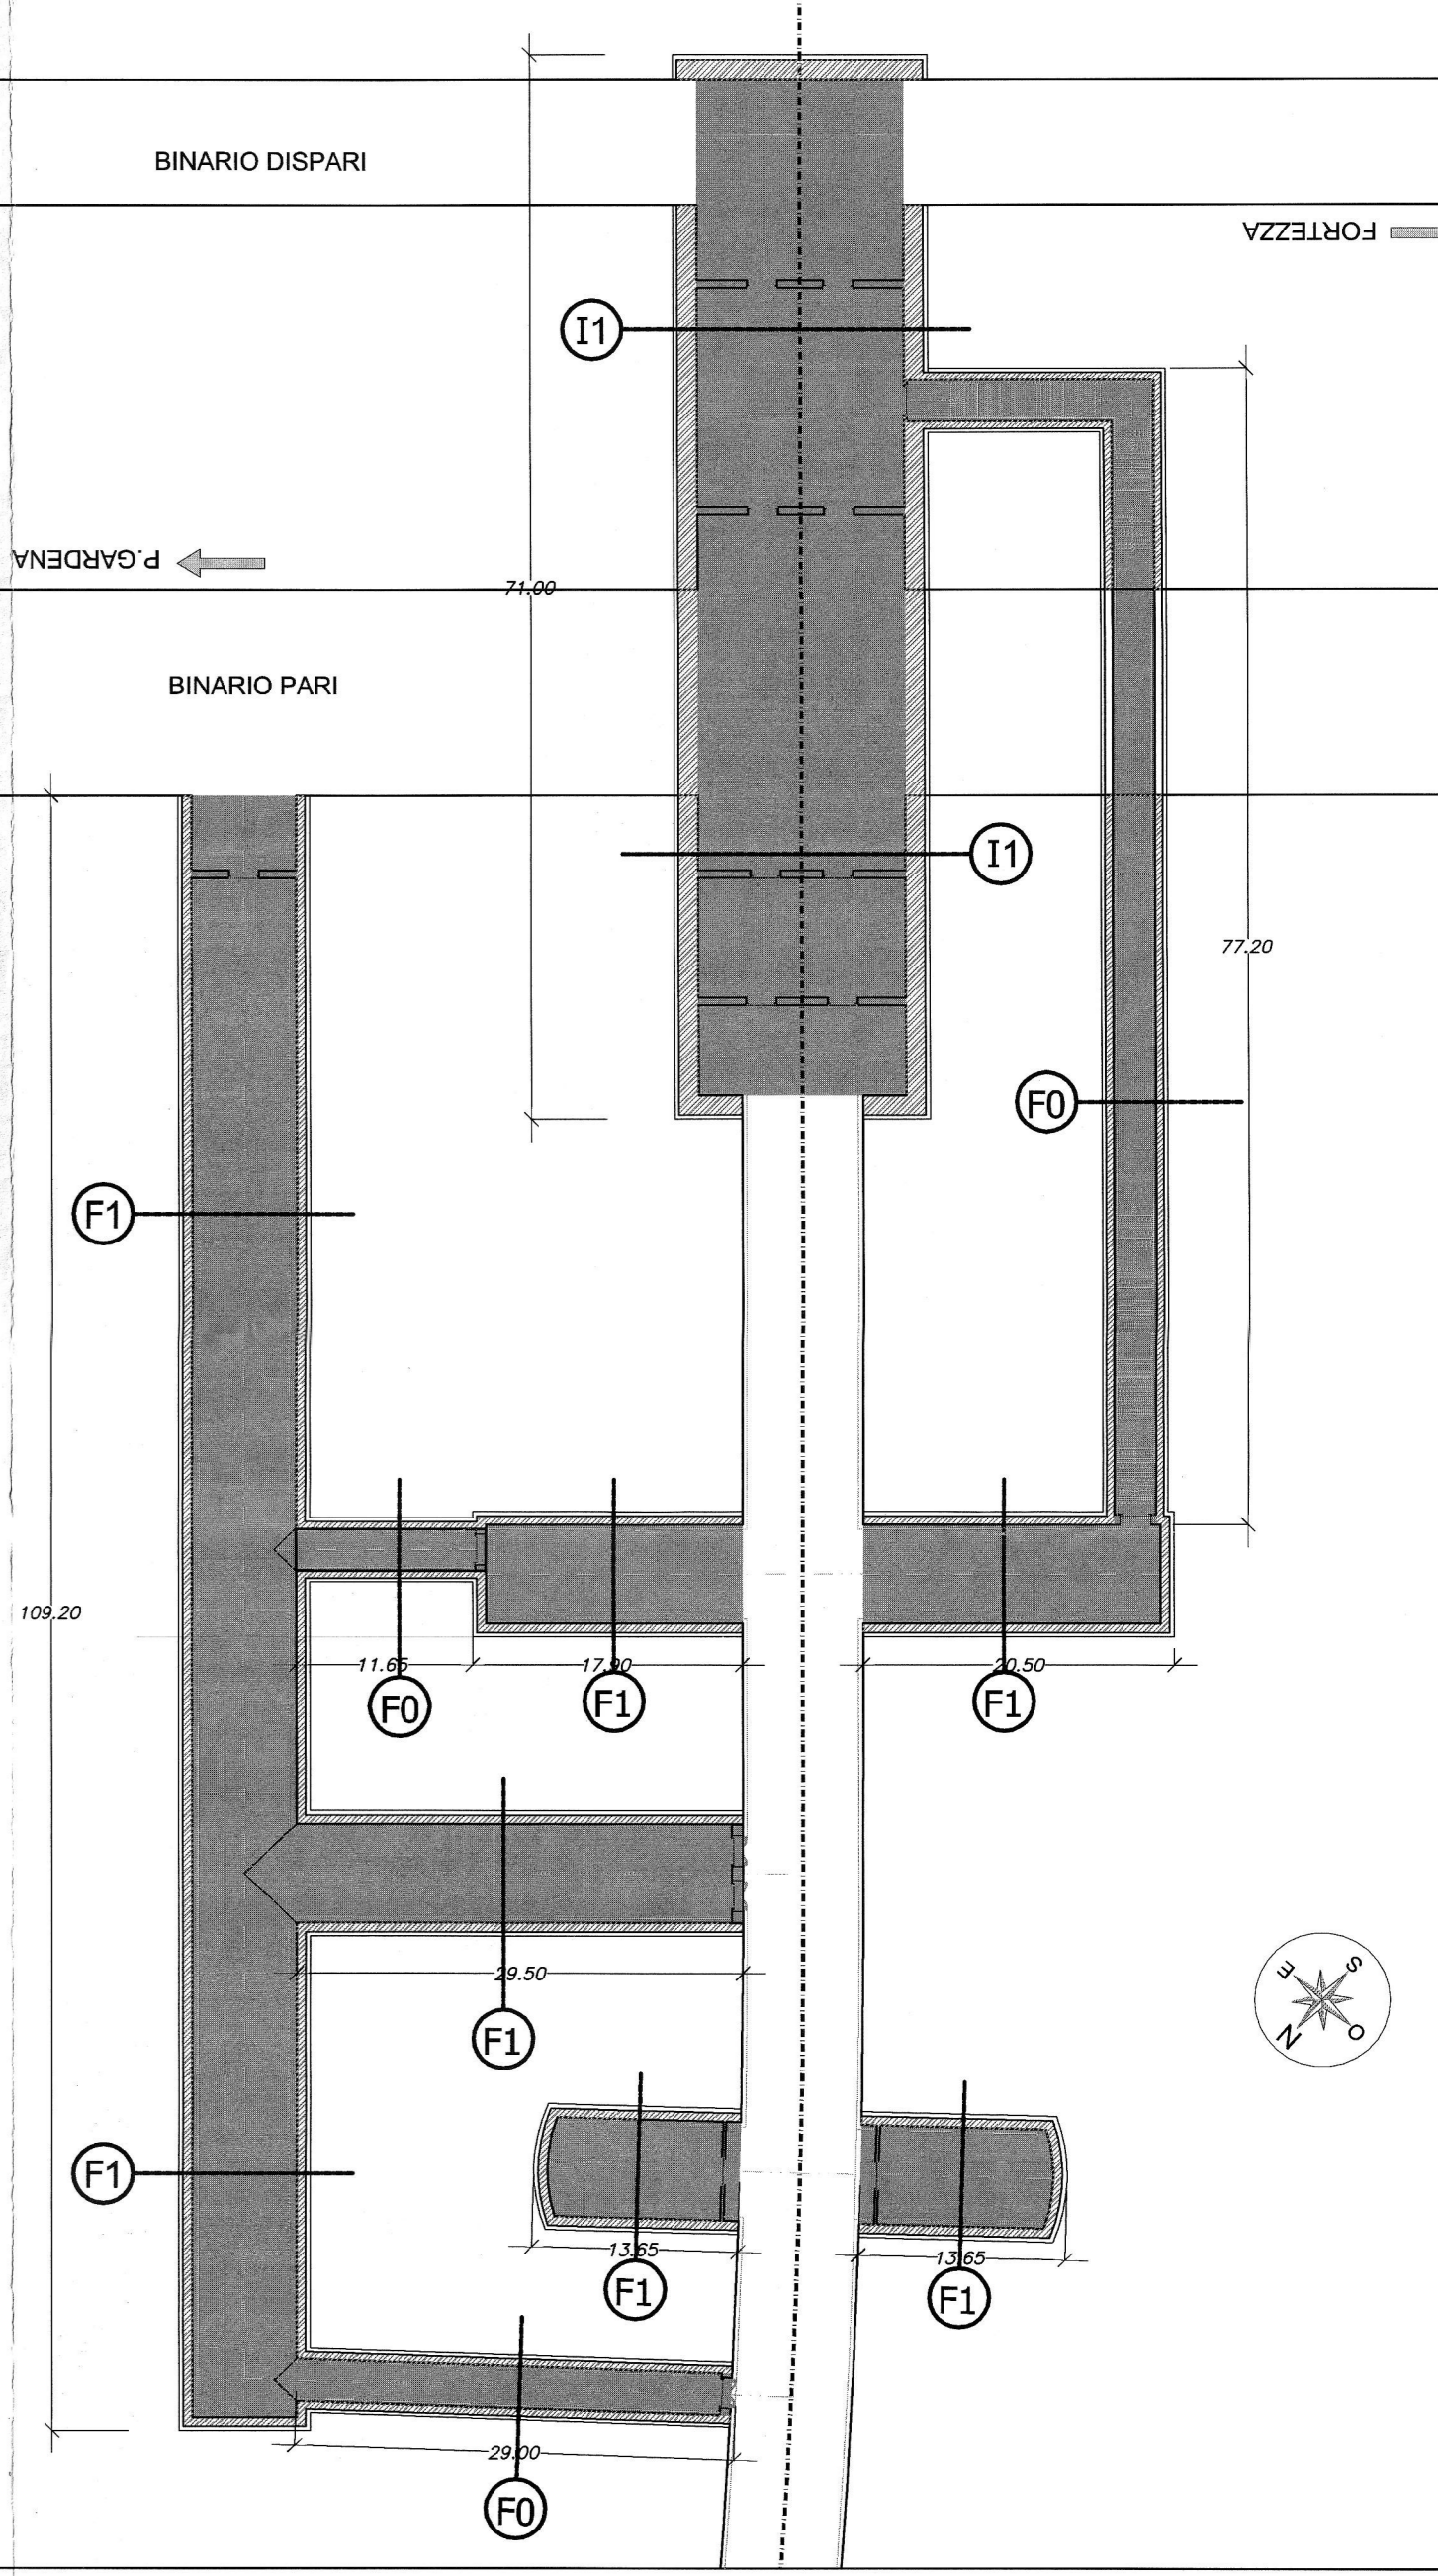 BINARIO DISPARI
FORTEZZA
I1
P.GARDENA
71.00
BINARIO PARI
I1
77.20
F0
F1
109.20
11.65
17.90
20.50
F0
F1
F1
29.50
F1
S
E
O
N
F1
13.65
13.65
F1
F1
29.00
F0